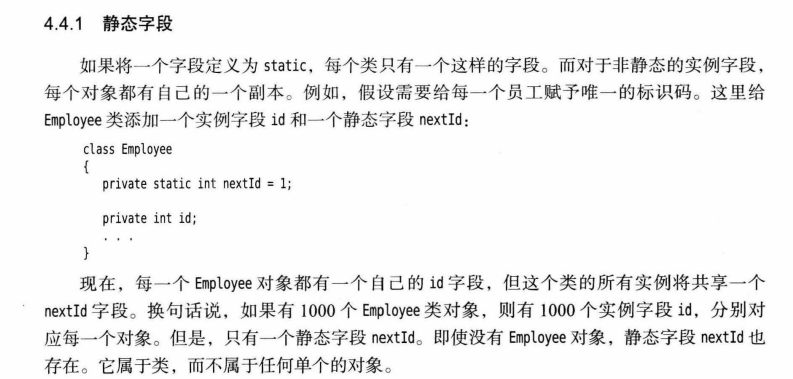 4.4.1 静态字段
如果将一个字段定义为 static，每个类只有一个这样的字段。而对于非静态的实例字段，
每个对象都有自己的一个副本。例如，假设需要给每一个员工赋予唯一的标识码。这里给
Employee 类添加一个实例字段 id 和一个静态字段 nextId：
class Employee
{
private static int nextId = 1;
private int id;
. . .
}
现在，每一个 Employee 对象都有一个自己的 id 字段，但这个类的所有实例将共享一个
nextId 字段。换句话说，如果有 1000 个 Employee 类对象，则有 1000 个实例字段 id，分别对
应每一个对象。但是，只有一个静态字段 nextId。即使没有 Employee 对象，静态字段 nextId 也
存在。它属于类，而不属于任何单个的对象。